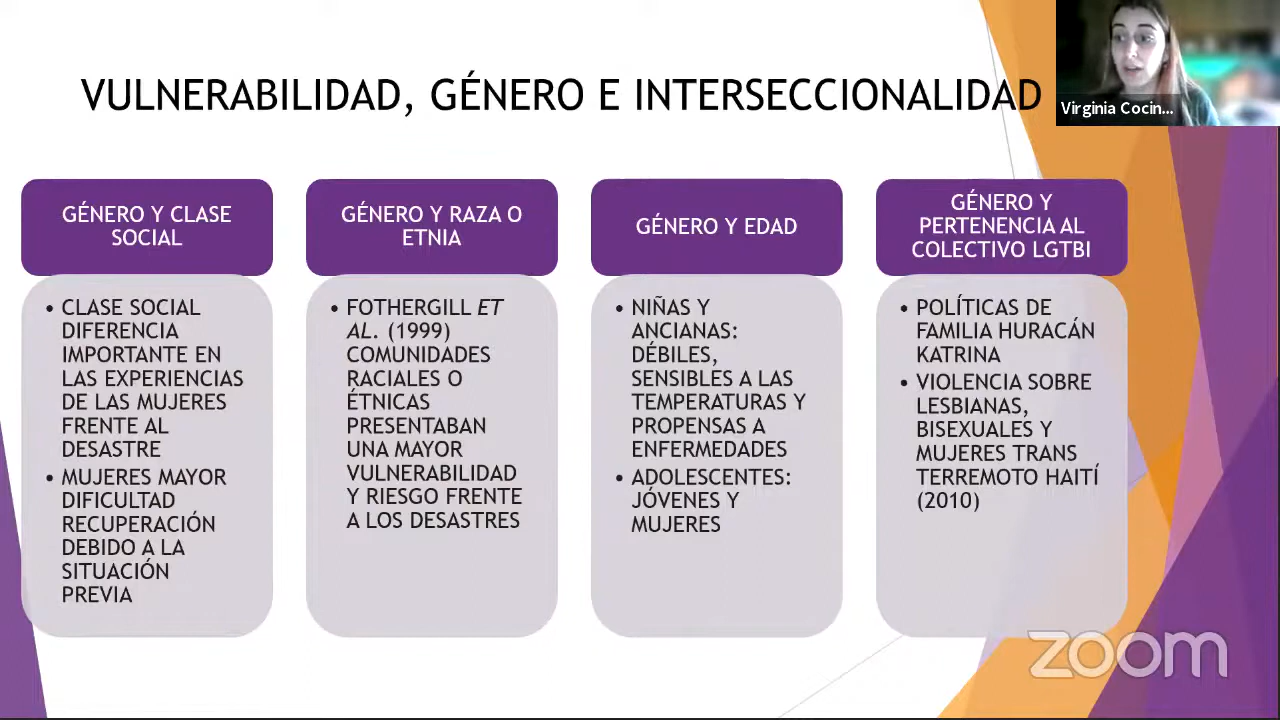 VULNERABILIDAD, GÉNERO E INTERSECCIONALIDAD
Virginia Cocin...
GÉNERO Y CLASE
SOCIAL
• CLASE SOCIAL
DIFERENCIA
IMPORTANTE EN
LAS EXPERIENCIAS
DE LAS MUJERES
FRENTE AL
DESASTRE
• MUJERES MAYOR
DIFICULTAD
RECUPERACIÓN
DEBIDO A LA
SITUACIÓN
PREVIA
GÉNERO Y RAZA O
ETNIA
• FOTHERGILL ET
AL. (1999)
COMUNIDADES
RACIALES O
ÉTNICAS
PRESENTABAN
UNA MAYOR
VULNERABILIDAD
Y RIESGO FRENTE
A LOS DESASTRES
GÉNERO Y EDAD
• NIÑAS Y
ANCIANAS:
DÉBILES,
SENSIBLES A LAS
TEMPERATURAS Y
PROPENSAS A
ENFERMEDADES
• ADOLESCENTES:
JÓVENES Y
MUJERES
GÉNERO Y
PERTENENCIA AL
COLECTIVO LGTBI
• POLÍTICAS DE
FAMILIA HURACÁN
KATRINA
• VIOLENCIA SOBRE
LESBIANAS,
BISEXUALES Y
MUJERES TRANS
TERREMOTO HAITÍ
(2010)
zoom